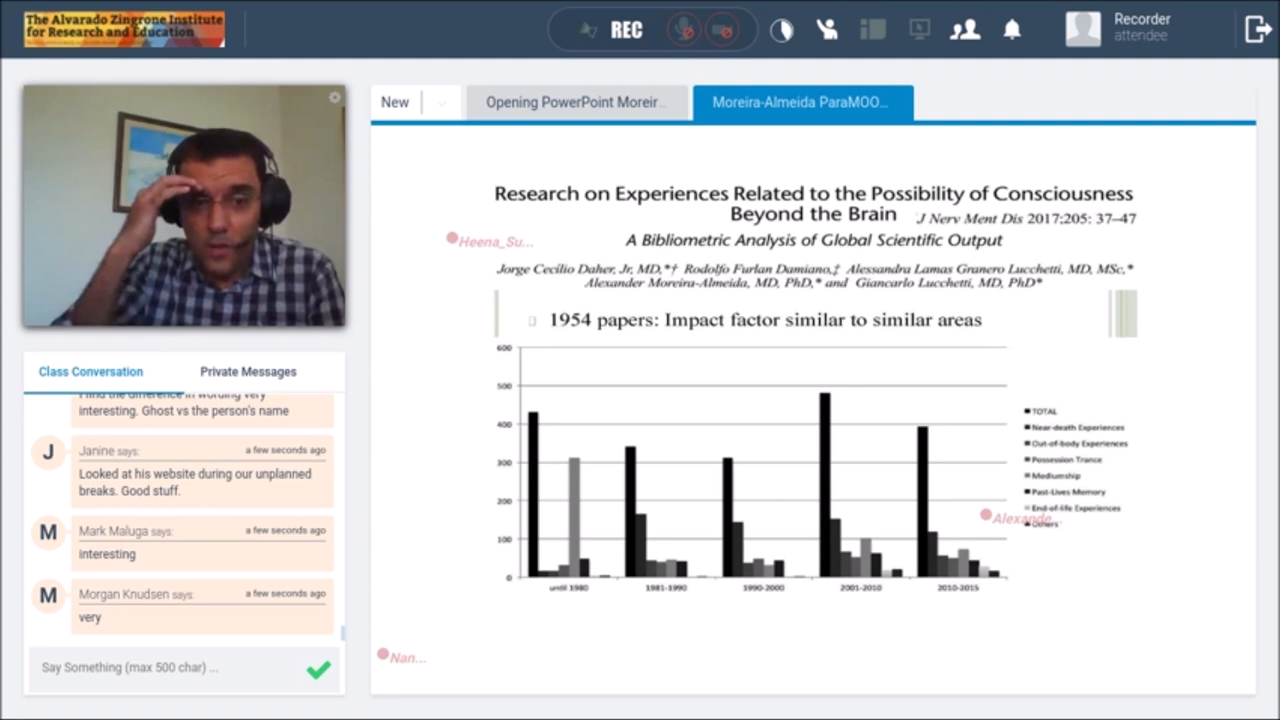 The Alvarado Zingrone Institute
for Research and Education
REC
Recorder
attendee
New
Opening PowerPoint Moreir...
Moreira-Almeida ParaMOO...
Class Conversation
Private Messages
I find the difference in wording very
interesting. Ghost vs the person's name
J
Janine says:
a few seconds ago
Looked at his website during our unplanned
breaks. Good stuff.
M
Mark Maluga says:
a few seconds ago
interesting
M
Morgan Knudsen says:
a few seconds ago
very
Say Something (max 500 char) ...
Research on Experiences Related to the Possibility of Consciousness
Beyond the Brain
J Nerv Ment Dis 2017;205: 37–47
Heena_Su...
A Bibliometric Analysis of Global Scientific Output
Jorge Cecílio Daher, Jr, MD,*† Rodolfo Furlan Damiano,‡ Alessandra Lamas Granero Lucchetti, MD, MSc,*
Alexander Moreira-Almeida, MD, PhD,* and Giancarlo Lucchetti, MD, PhD*
1954 papers: Impact factor similar to similar areas
600
500
400
300
200
100
0
until 1980
1981-1990
1990-2000
2001-2010
2010-2015
TOTAL
Near-death Experiences
Out-of-body Experiences
Possession Trance
Mediumship
Past-Lives Memory
End-of-life Experiences
Others
Alexande...
Nan...